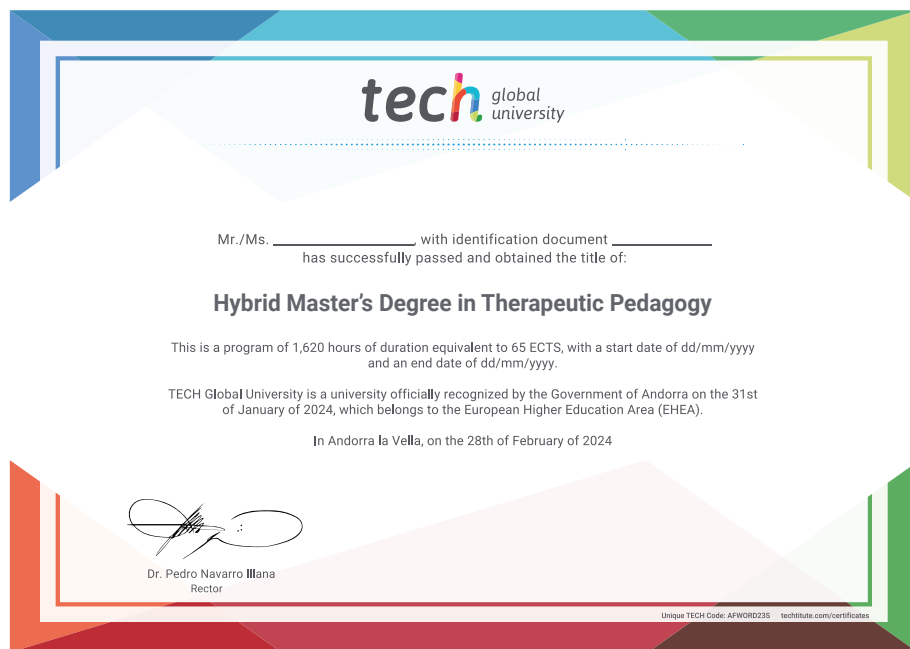 tech global
university
Mr./Ms. ____________, with identification document ____________
has successfully passed and obtained the title of:
Hybrid Master's Degree in Therapeutic Pedagogy
This is a program of 1,620 hours of duration equivalent to 65 ECTS, with a start date of dd/mm/yyyy
and an end date of dd/mm/yyyy.
TECH Global University is a university officially recognized by the Government of Andorra on the 31st
of January of 2024, which belongs to the European Higher Education Area (EHEA).
In Andorra la Vella, on the 28th of February of 2024
Dr. Pedro Navarro Illana
Rector
Unique TECH Code: AFWORD23S techtitute.com/certificates